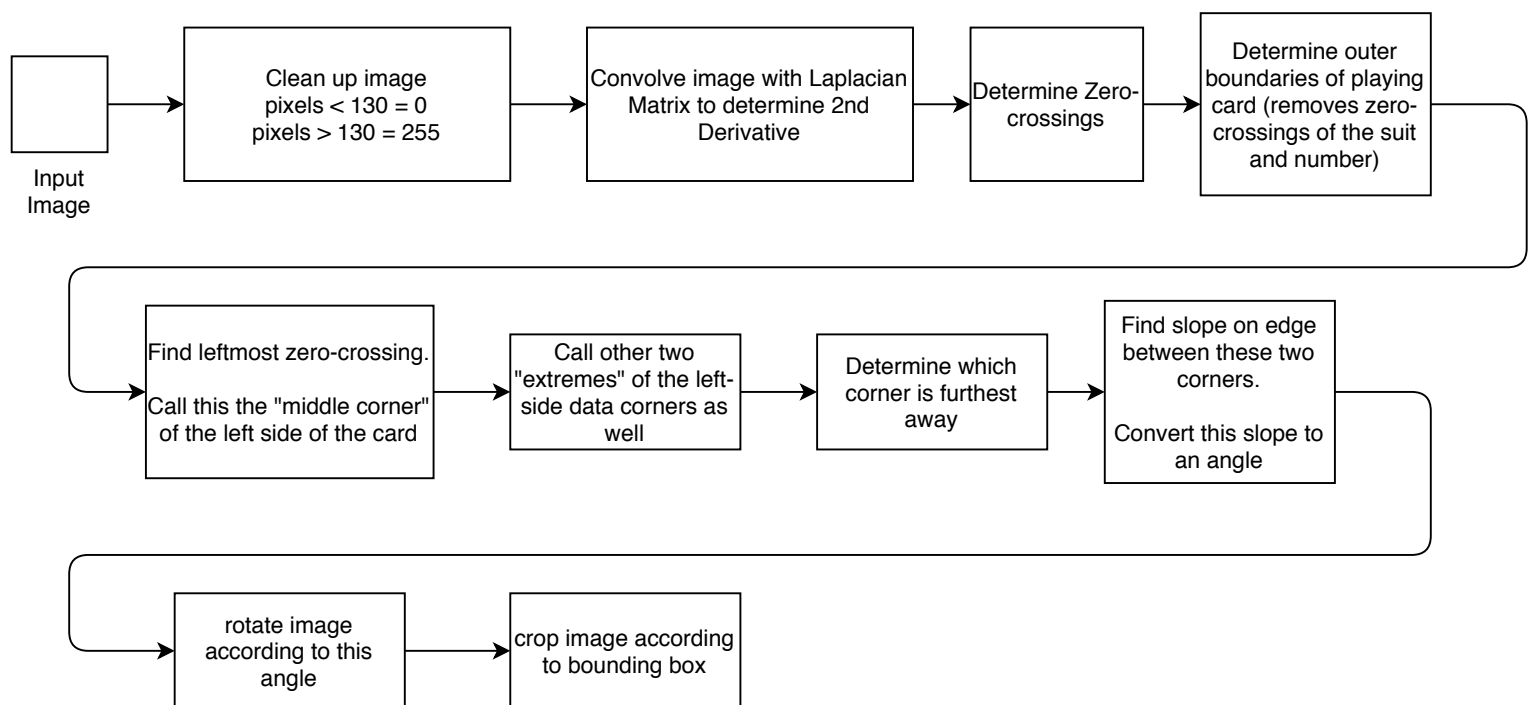 Input
Image
Clean up image
pixels < 130 = 0
pixels > 130 = 255
Convolve image with Laplacian
Matrix to determine 2nd
Derivative
Determine Zero-
crossings
Determine outer
boundaries of playing
card (removes zero-
crossings of the suit
and number)
Find leftmost zero-crossing.
Call this the "middle corner"
of the left side of the card
Call other two
"extremes" of the left-
side data corners as
well
Determine which
corner is furthest
away
Find slope on edge
between these two
corners.
Convert this slope to
an angle
rotate image
according to this
angle
crop image according
to bounding box